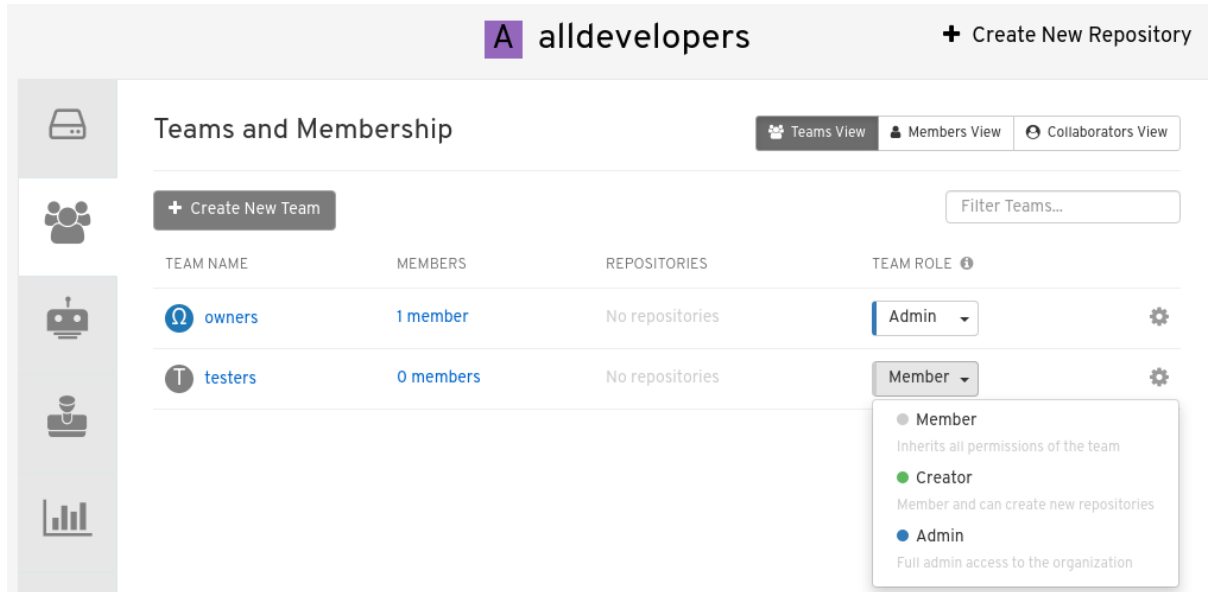 A alldevelopers
+ Create New Repository
Teams and Membership
Teams View
Members View
Collaborators View
+ Create New Team
Filter Teams...
TEAM NAME MEMBERS REPOSITORIES TEAM ROLE
Ω owners 1 member No repositories Admin
T testers 0 members No repositories Member
Member
Inherits all permissions of the team
Creator
Member and can create new repositories
Admin
Full admin access to the organization